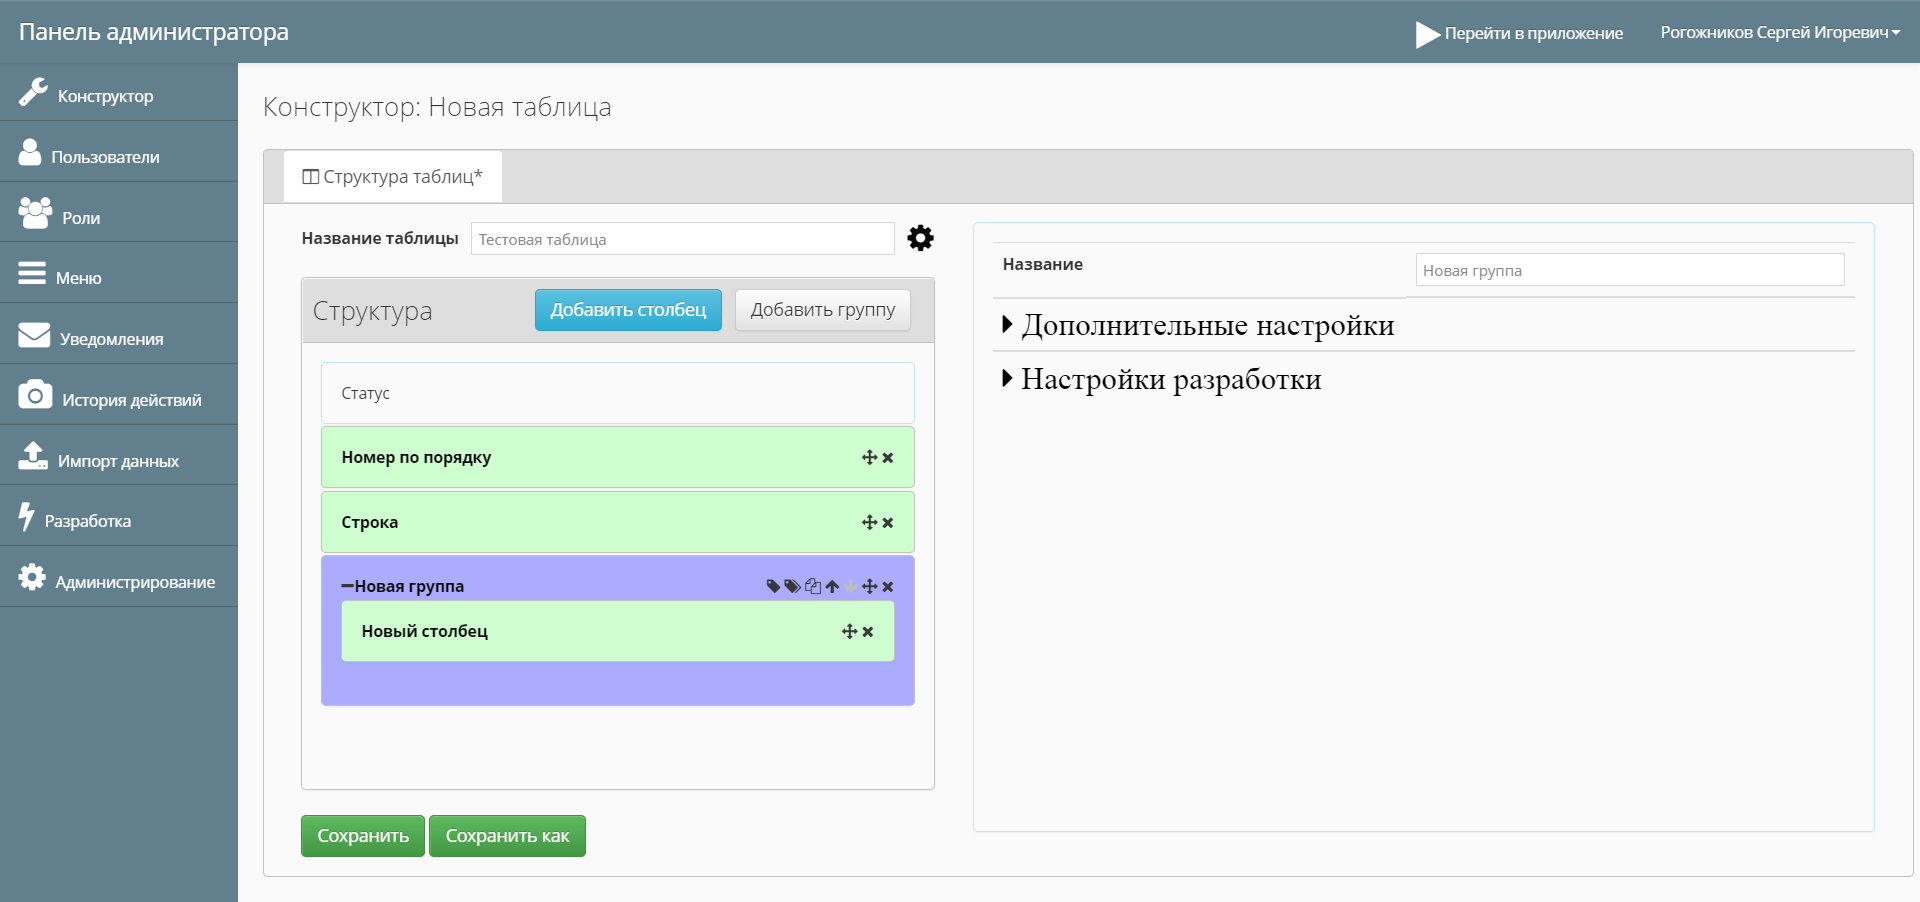 Панель администратора
Перейти в приложение
Рогожников Сергей Игоревич
Конструктор
Пользователи
Роли
Меню
Уведомления
История действий
Импорт данных
Разработка
Администрирование
Конструктор: Новая таблица
Структура таблиц*
Название таблицы
Тестовая таблица
Структура
Добавить столбец
Добавить группу
Статус
Номер по порядку
Строка
Новая группа
Новый столбец
Сохранить
Сохранить как
Название
Новая группа
Дополнительные настройки
Настройки разработки